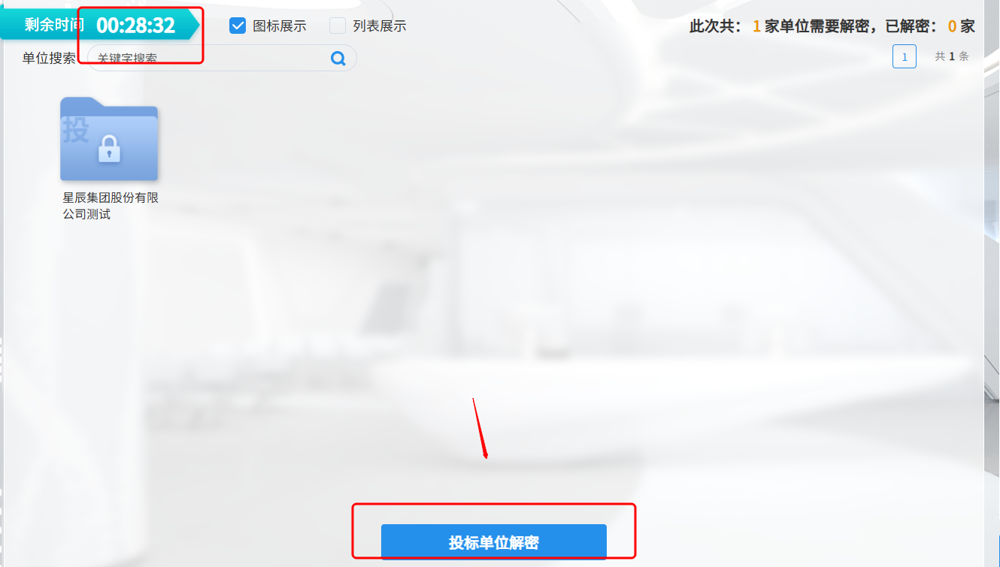 剩余时间 00:28:32 图标展示 列表展示 此次共： 1 家单位需要解密，已解密： 0 家
单位搜索 关键字搜索 1 共 1 条
投
星辰集团股份有限
公司测试
投标单位解密